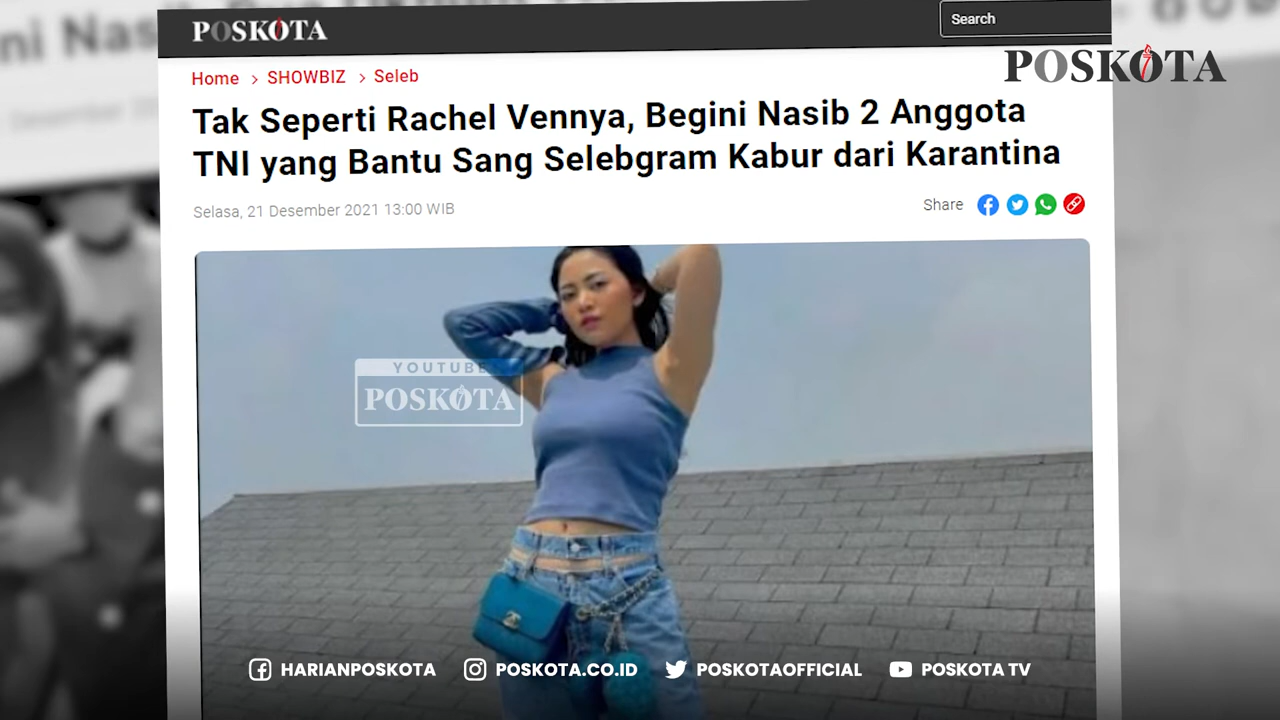 POSKOTA
Search
POSKOTA
Home > SHOWBIZ > Seleb
Tak Seperti Rachel Vennya, Begini Nasib 2 Anggota
TNI yang Bantu Sang Selebgram Kabur dari Karantina
Selasa, 21 Desember 2021 13:00 WIB
Share
YOUTUBE
POSKOTA
HARIANPOSKOTA
POSKOTA.CO.ID
POSKOTAOFFICIAL
POSKOTA TV